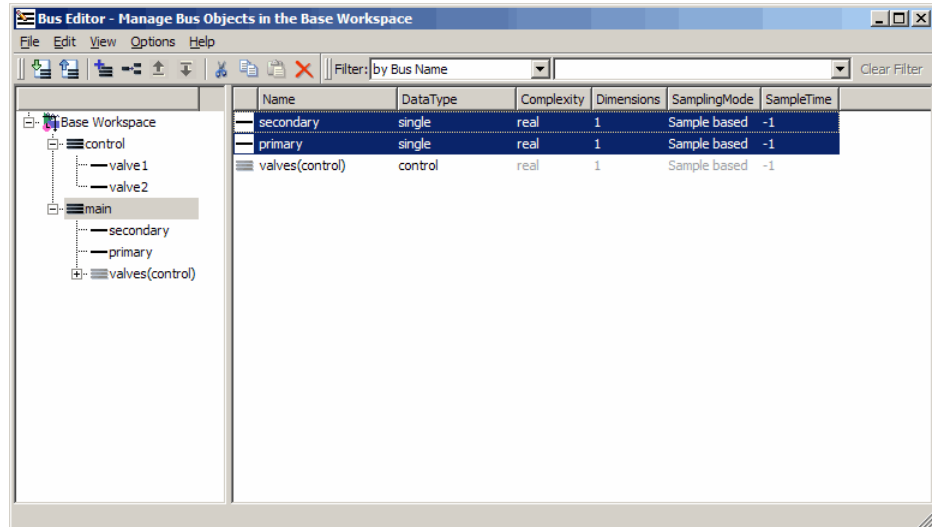 Bus Editor - Manage Bus Objects in the Base Workspace
File Edit View Options Help
Filter: by Bus Name Clear Filter
Name DataType Complexity Dimensions SamplingMode SampleTime
Base Workspace
control
valve1
valve2
main
secondary
primary
valves(control)
secondary single real 1 Sample based -1
primary single real 1 Sample based -1
valves(control) control real 1 Sample based -1